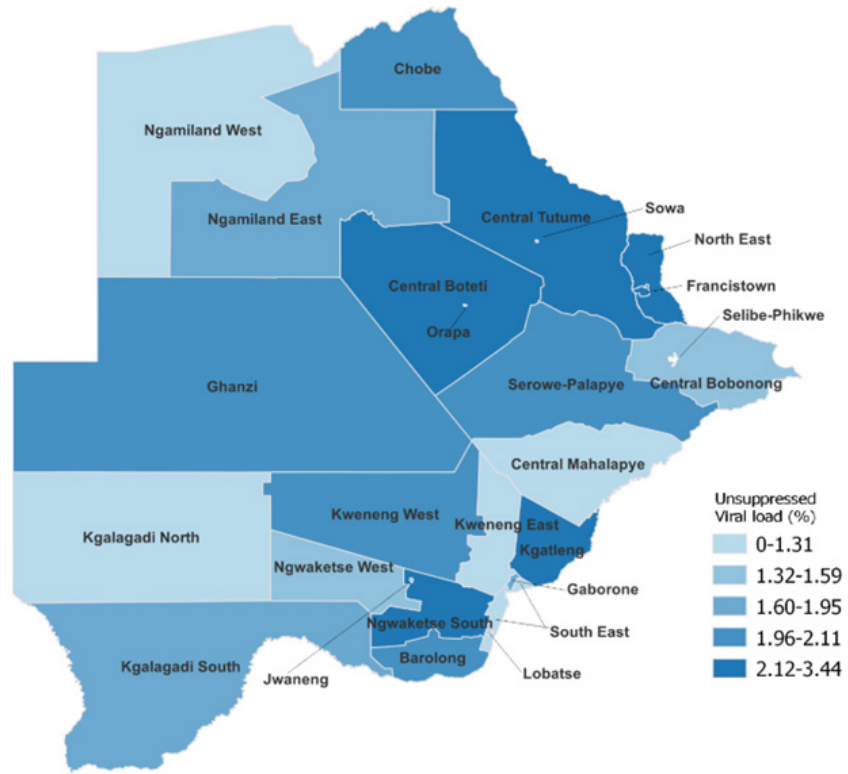 Chobe
Ngamiland West
Ngamiland East
Central Tutume
Sowa
North East
Central Boteti
Francistown
Orapa
Selibe-Phikwe
Ghanzi
Serowe-Palapye
Central Bobonong
Central Mahalapye
Unsuppressed
Viral load (%)
Kweneng West
Kweneng East
Kgalagadi North
Kgatleng
0-1.31
Ngwaketse West
1.32-1.59
Gaborone
1.60-1.95
Ngwaketse South
South East
1.96-2.11
Kgalagadi South
Barolong
2.12-3.44
Jwaneng
Lobatse